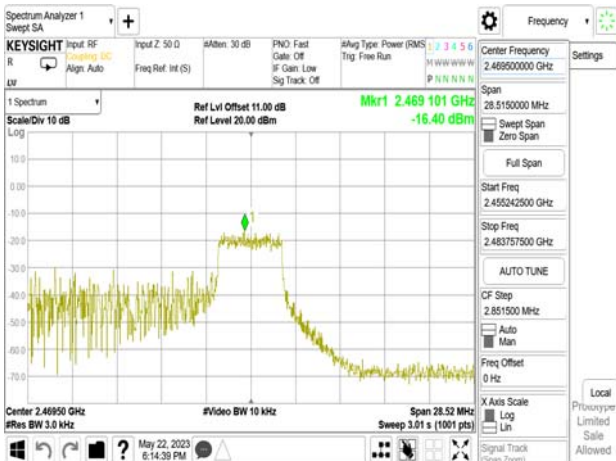 Spectrum Analyzer 1
Swept SA
+
Frequency
KEYSIGHT
R
Input: RF
Coupling: DC
Align: Auto
Input Z: 50 Ω
Freq Ref: Int (S)
#Atten: 30 dB
PNO: Fast
Gate: Off
IF Gain: Low
Sig Track: Off
#Avg Type: Power (RMS
Trig: Free Run
1 2 3 4 5 6
M W W W W W
P N N N N N
Center Frequency
2.469500000 GHz
Settings
Span
28.5150000 MHz
Swept Span
Zero Span
Full Span
Start Freq
2.455242500 GHz
Stop Freq
2.483757500 GHz
AUTO TUNE
CF Step
2.851500 MHz
Auto
Man
Freq Offset
0 Hz
X Axis Scale
Log
Lin
Signal Track
(Span Zoom)
Local
Prototype
Limited
Sale
Allowed
1 Spectrum
Scale/Div 10 dB
Ref Lvl Offset 11.00 dB
Ref Level 20.00 dBm
Mkr1 2.469 101 GHz
-16.40 dBm
Log
10.0
0.00
-10.0
-20.0
-30.0
-40.0
-50.0
-60.0
-70.0
1
Center 2.46950 GHz
#Res BW 3.0 kHz
#Video BW 10 kHz
Span 28.52 MHz
Sweep 3.01 s (1001 pts)
?
May 22, 2023
6:14:39 PM